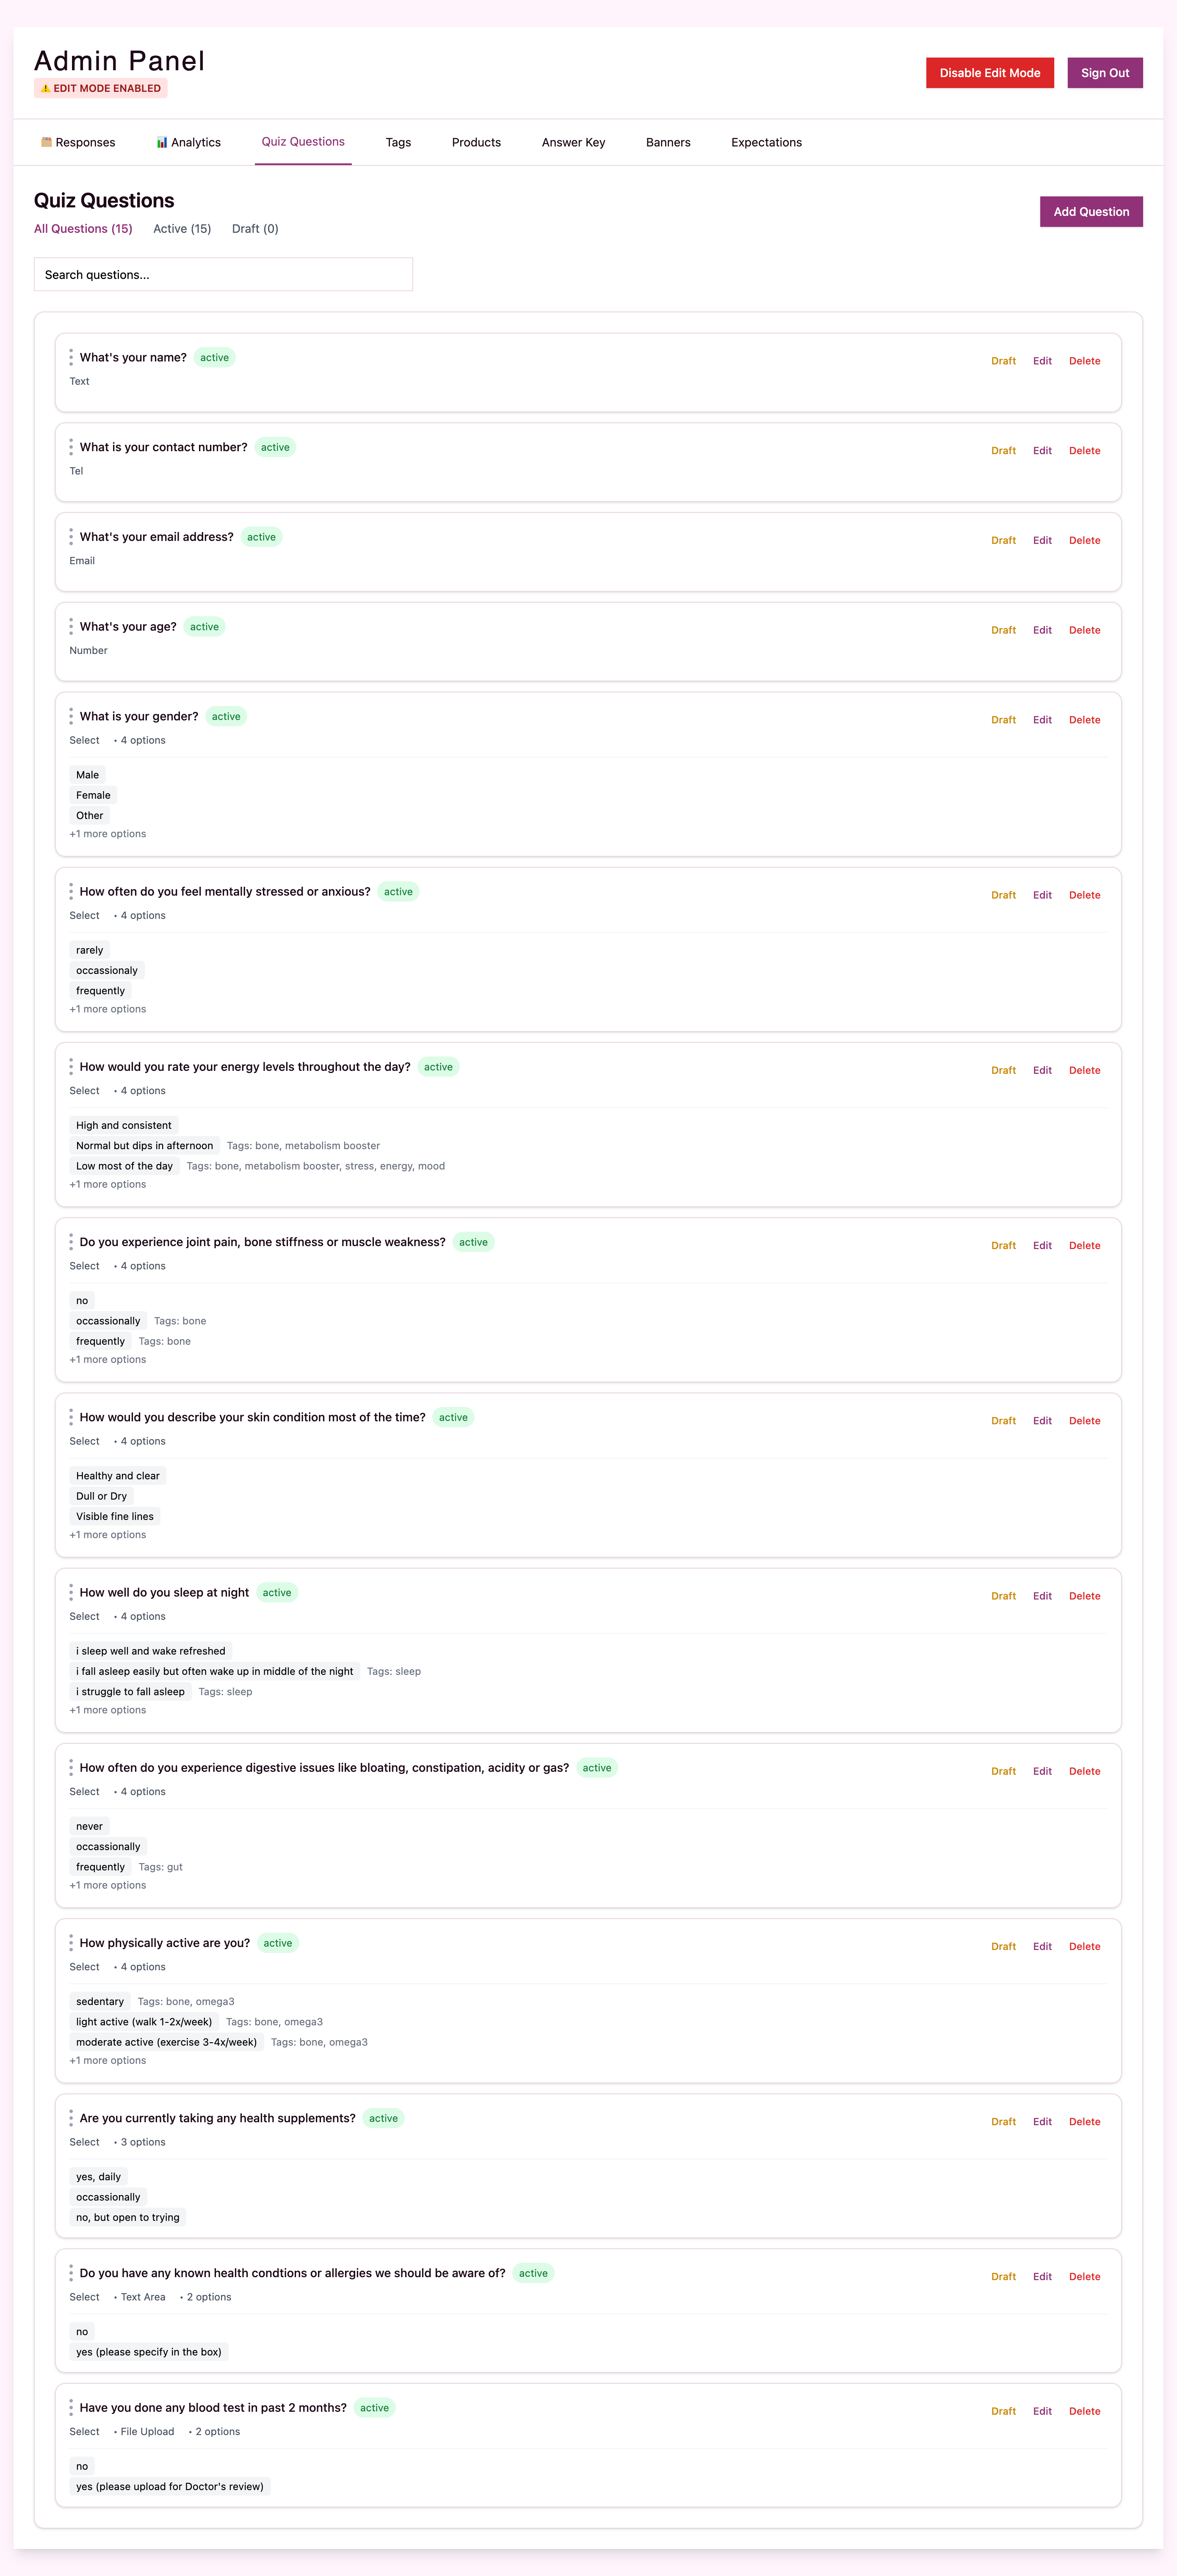 Admin Panel
⚠️ EDIT MODE ENABLED
Disable Edit Mode
Sign Out
Responses
Analytics
Quiz Questions
Tags
Products
Answer Key
Banners
Expectations
Quiz Questions
All Questions (15)
Active (15)
Draft (0)
Add Question
Search questions...
What's your name? active
Draft Edit Delete
Text
What is your contact number? active
Draft Edit Delete
Tel
What's your email address? active
Draft Edit Delete
Email
What's your age? active
Draft Edit Delete
Number
What is your gender? active
Draft Edit Delete
Select • 4 options
Male
Female
Other
+1 more options
How often do you feel mentally stressed or anxious? active
Draft Edit Delete
Select • 4 options
rarely
occassionaly
frequently
+1 more options
How would you rate your energy levels throughout the day? active
Draft Edit Delete
Select • 4 options
High and consistent
Normal but dips in afternoon Tags: bone, metabolism booster
Low most of the day Tags: bone, metabolism booster, stress, energy, mood
+1 more options
Do you experience joint pain, bone stiffness or muscle weakness? active
Draft Edit Delete
Select • 4 options
no
occassionally Tags: bone
frequently Tags: bone
+1 more options
How would you describe your skin condition most of the time? active
Draft Edit Delete
Select • 4 options
Healthy and clear
Dull or Dry
Visible fine lines
+1 more options
How well do you sleep at night active
Draft Edit Delete
Select • 4 options
i sleep well and wake refreshed
i fall asleep easily but often wake up in middle of the night Tags: sleep
i struggle to fall asleep Tags: sleep
+1 more options
How often do you experience digestive issues like bloating, constipation, acidity or gas? active
Draft Edit Delete
Select • 4 options
never
occassionally
frequently Tags: gut
+1 more options
How physically active are you? active
Draft Edit Delete
Select • 4 options
sedentary Tags: bone, omega3
light active (walk 1-2x/week) Tags: bone, omega3
moderate active (exercise 3-4x/week) Tags: bone, omega3
+1 more options
Are you currently taking any health supplements? active
Draft Edit Delete
Select • 3 options
yes, daily
occassionally
no, but open to trying
Do you have any known health condtions or allergies we should be aware of? active
Draft Edit Delete
Select • Text Area • 2 options
no
yes (please specify in the box)
Have you done any blood test in past 2 months? active
Draft Edit Delete
Select • File Upload • 2 options
no
yes (please upload for Doctor's review)